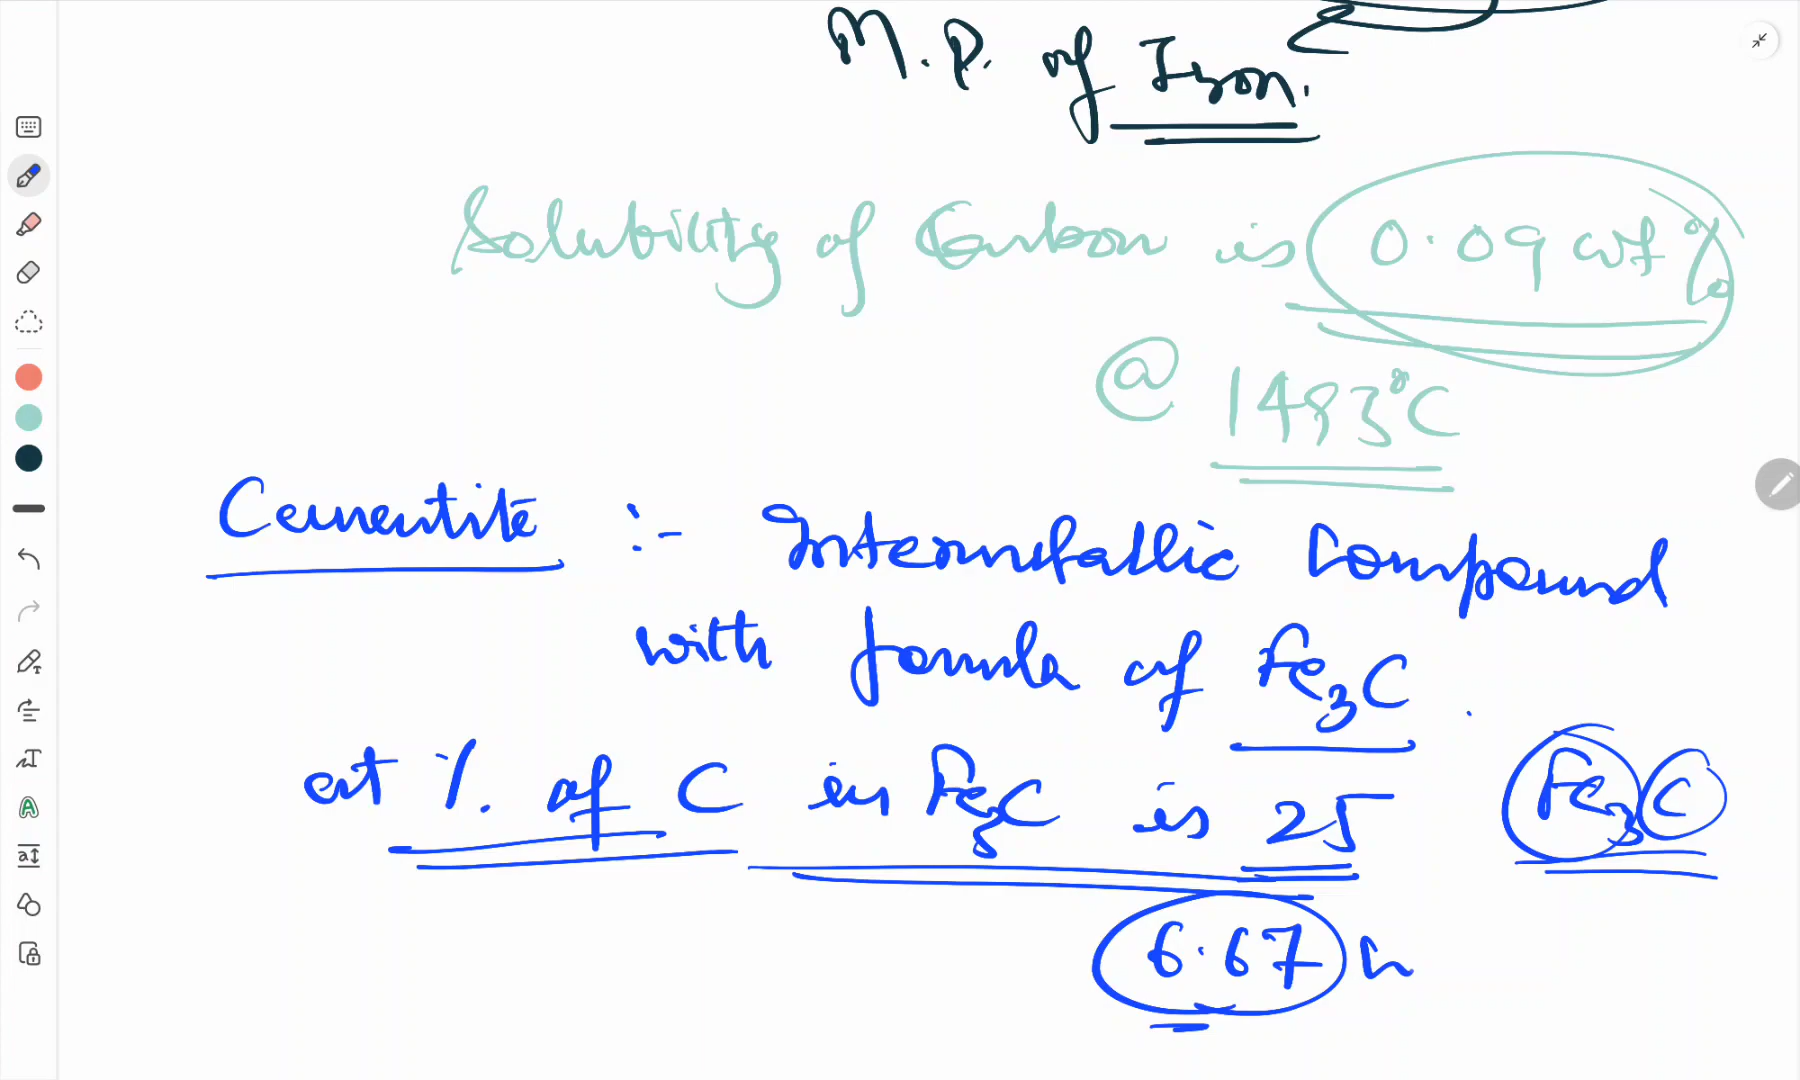 M.P. of Iron.
Solubility of Carbon is 0.09 wt %
@ 1493°C
Cementite :- Intermetallic Compound
with formula of Fe₃C.
at %. of C in Fe₃C is 25 Fe₃C
6.67